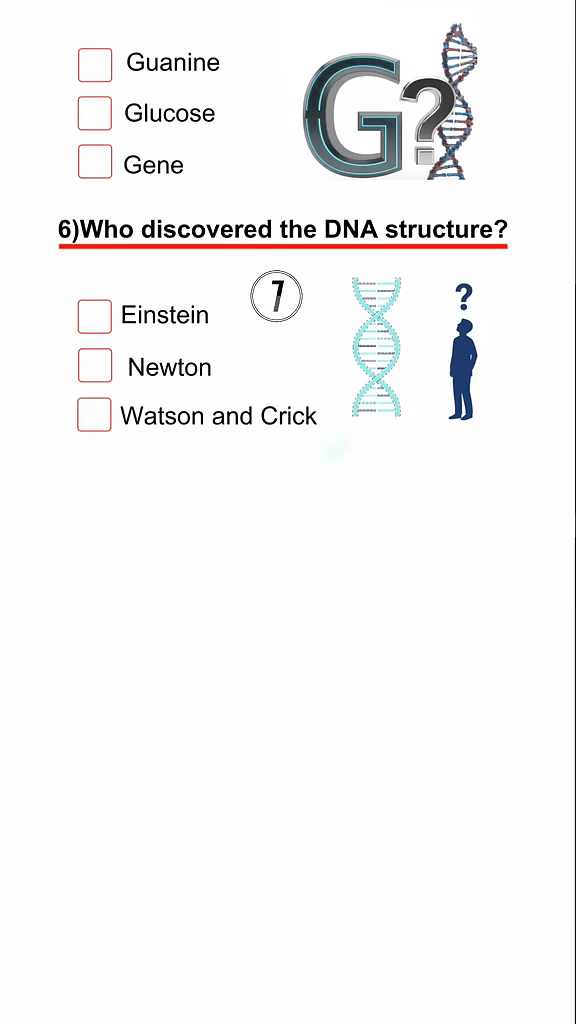 Guanine
Glucose
Gene
G?
6)Who discovered the DNA structure?
7
Einstein
?
Newton
Watson and Crick